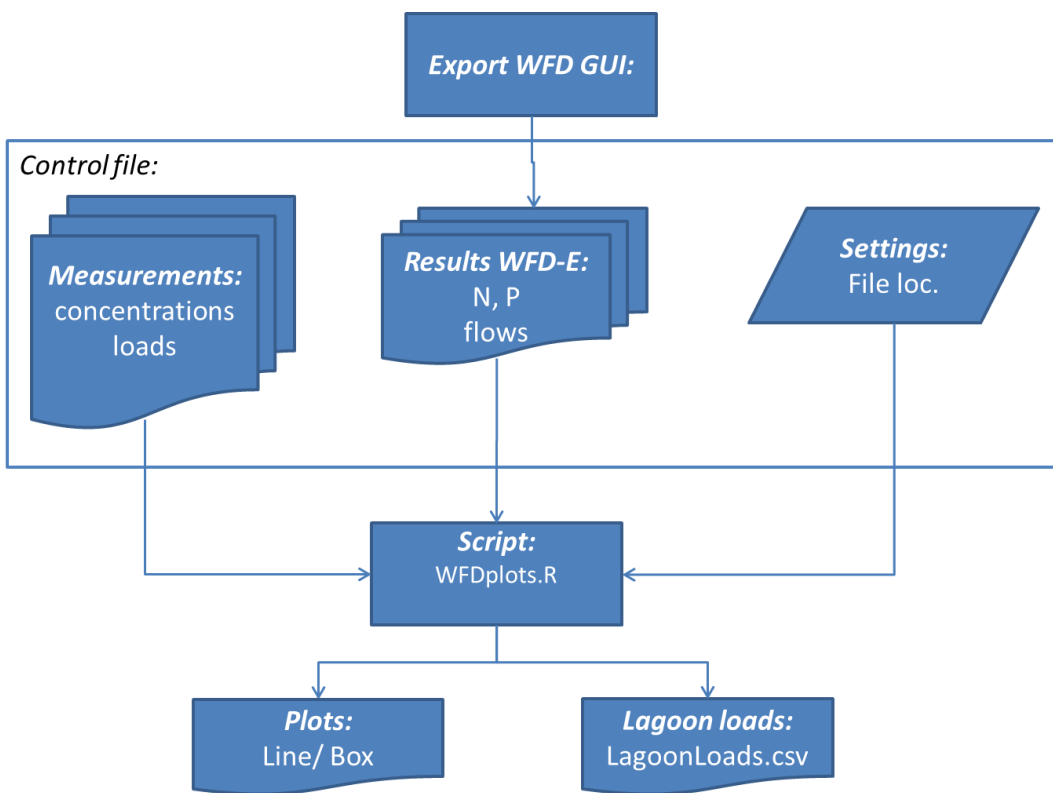 Export WFD GUI:
Control file:
Measurements:
concentrations
loads
Results WFD-E:
N, P
flows
Settings:
File loc.
Script:
WFDplots.R
Plots:
Line/ Box
Lagoon loads:
LagoonLoads.csv